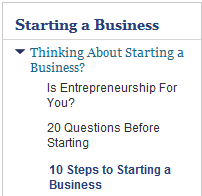 Starting a Business
Thinking About Starting a
Business?
Is Entrepreneurship For
You?
20 Questions Before
Starting
10 Steps to Starting a
Business